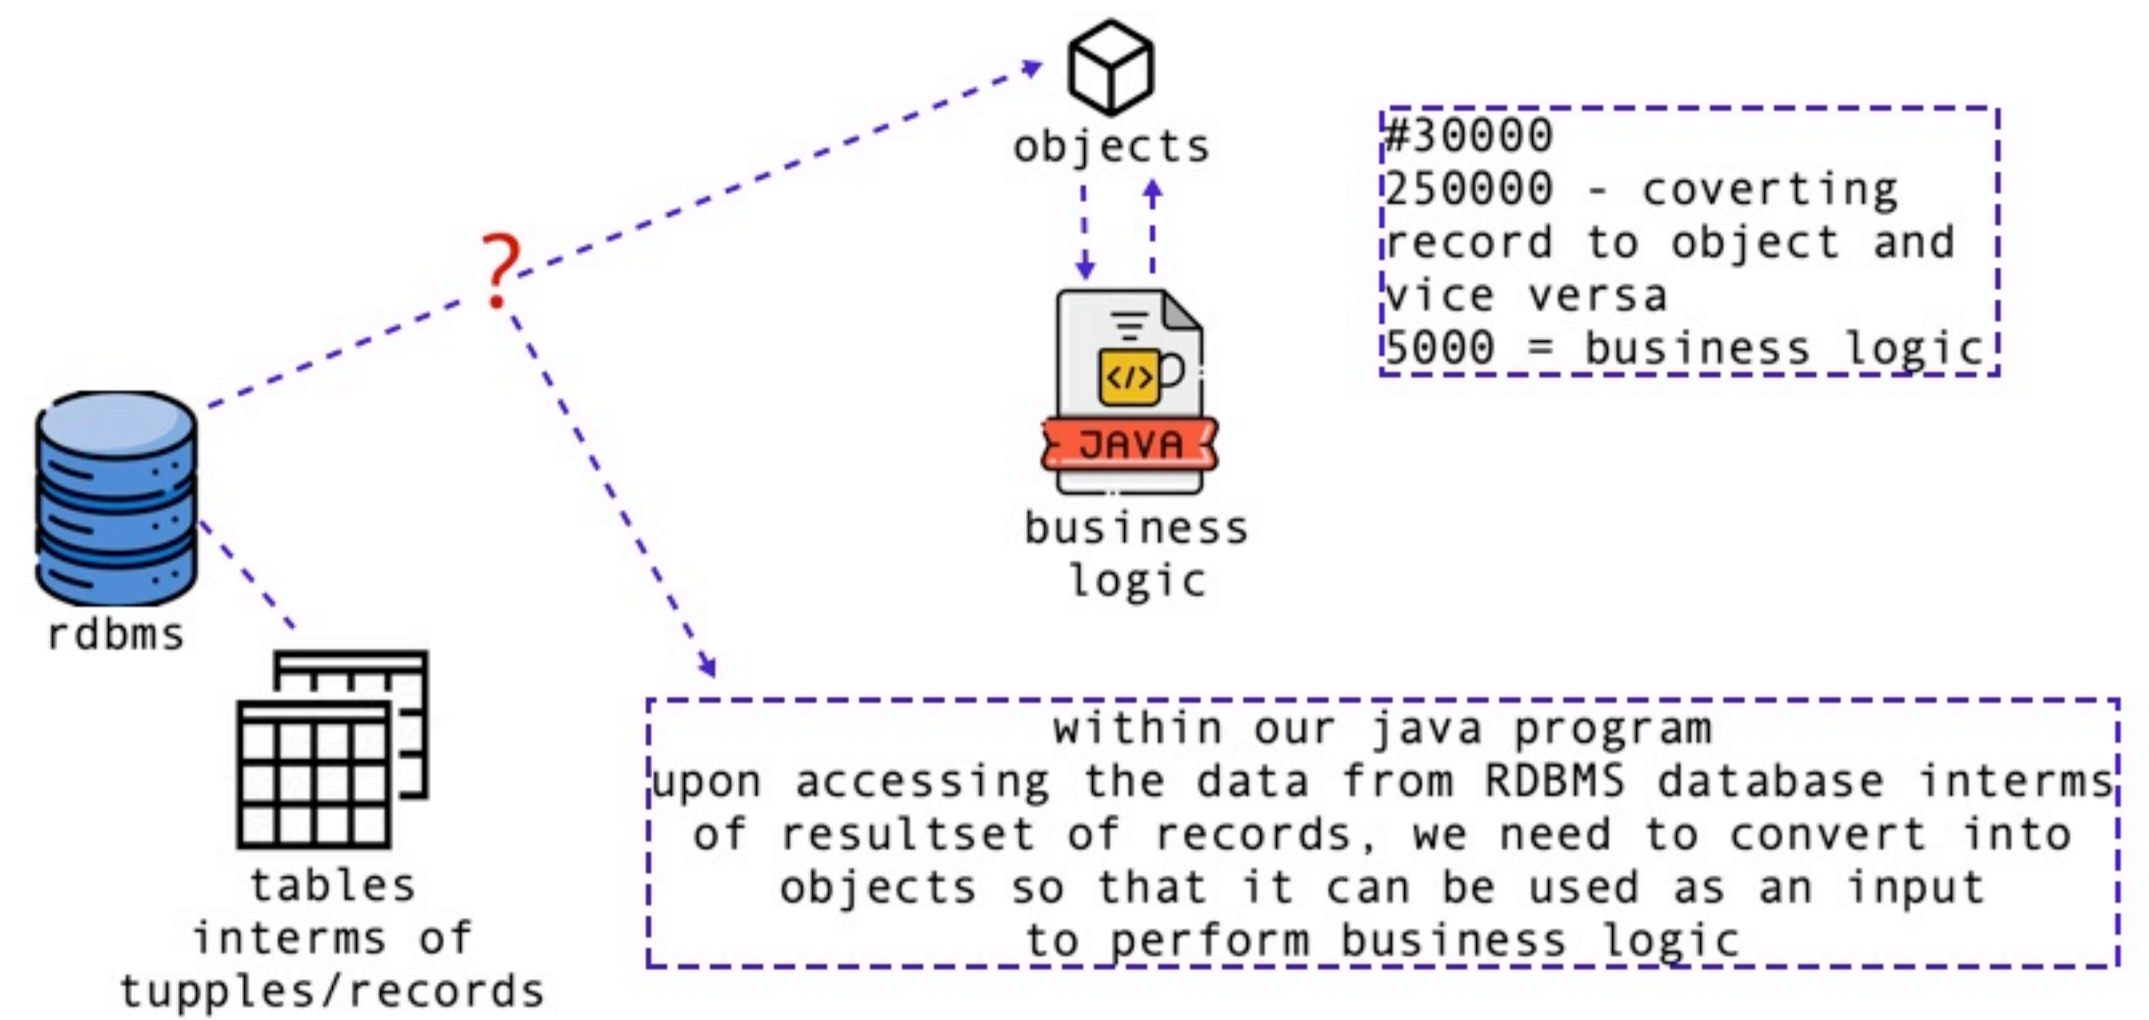 objects
#30000
250000 - coverting
record to object and
vice versa
5000 = business logic
?
</>
JAVA
business
logic
rdbms
tables
interms of
tupples/records
within our java program
upon accessing the data from RDBMS database interms
of resultset of records, we need to convert into
objects so that it can be used as an input
to perform business logic